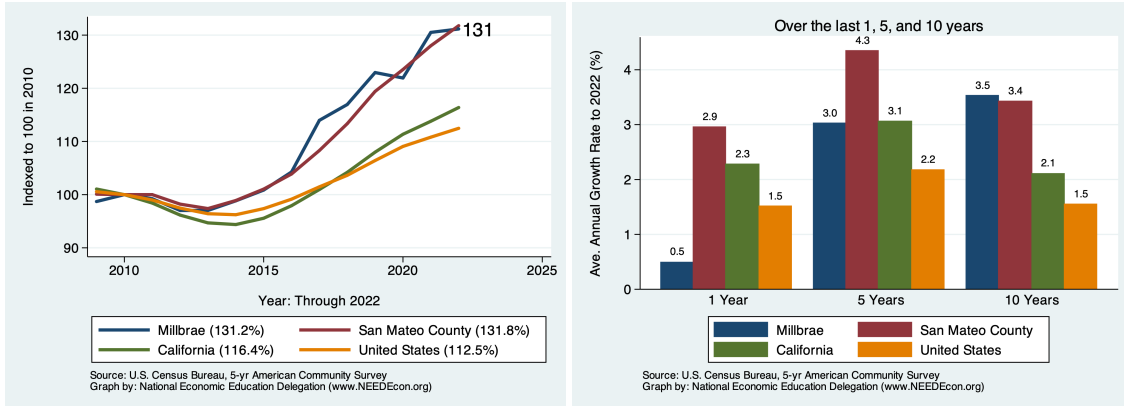 131
130
120
110
100
90
Indexed to 100 in 2010
2010
2015
2020
2025
Year: Through 2022
Millbrae (131.2%)
San Mateo County (131.8%)
California (116.4%)
United States (112.5%)
Source: U.S. Census Bureau, 5-yr American Community Survey
Graph by: National Economic Education Delegation (www.NEEDEcon.org)
Over the last 1, 5, and 10 years
Ave. Annual Growth Rate to 2022 (%)
4
3
2
1
0
0.5
2.9
2.3
1.5
3.0
4.3
3.1
2.2
3.5
3.4
2.1
1.5
1 Year
5 Years
10 Years
Millbrae
San Mateo County
California
United States
Source: U.S. Census Bureau, 5-yr American Community Survey
Graph by: National Economic Education Delegation (www.NEEDEcon.org)